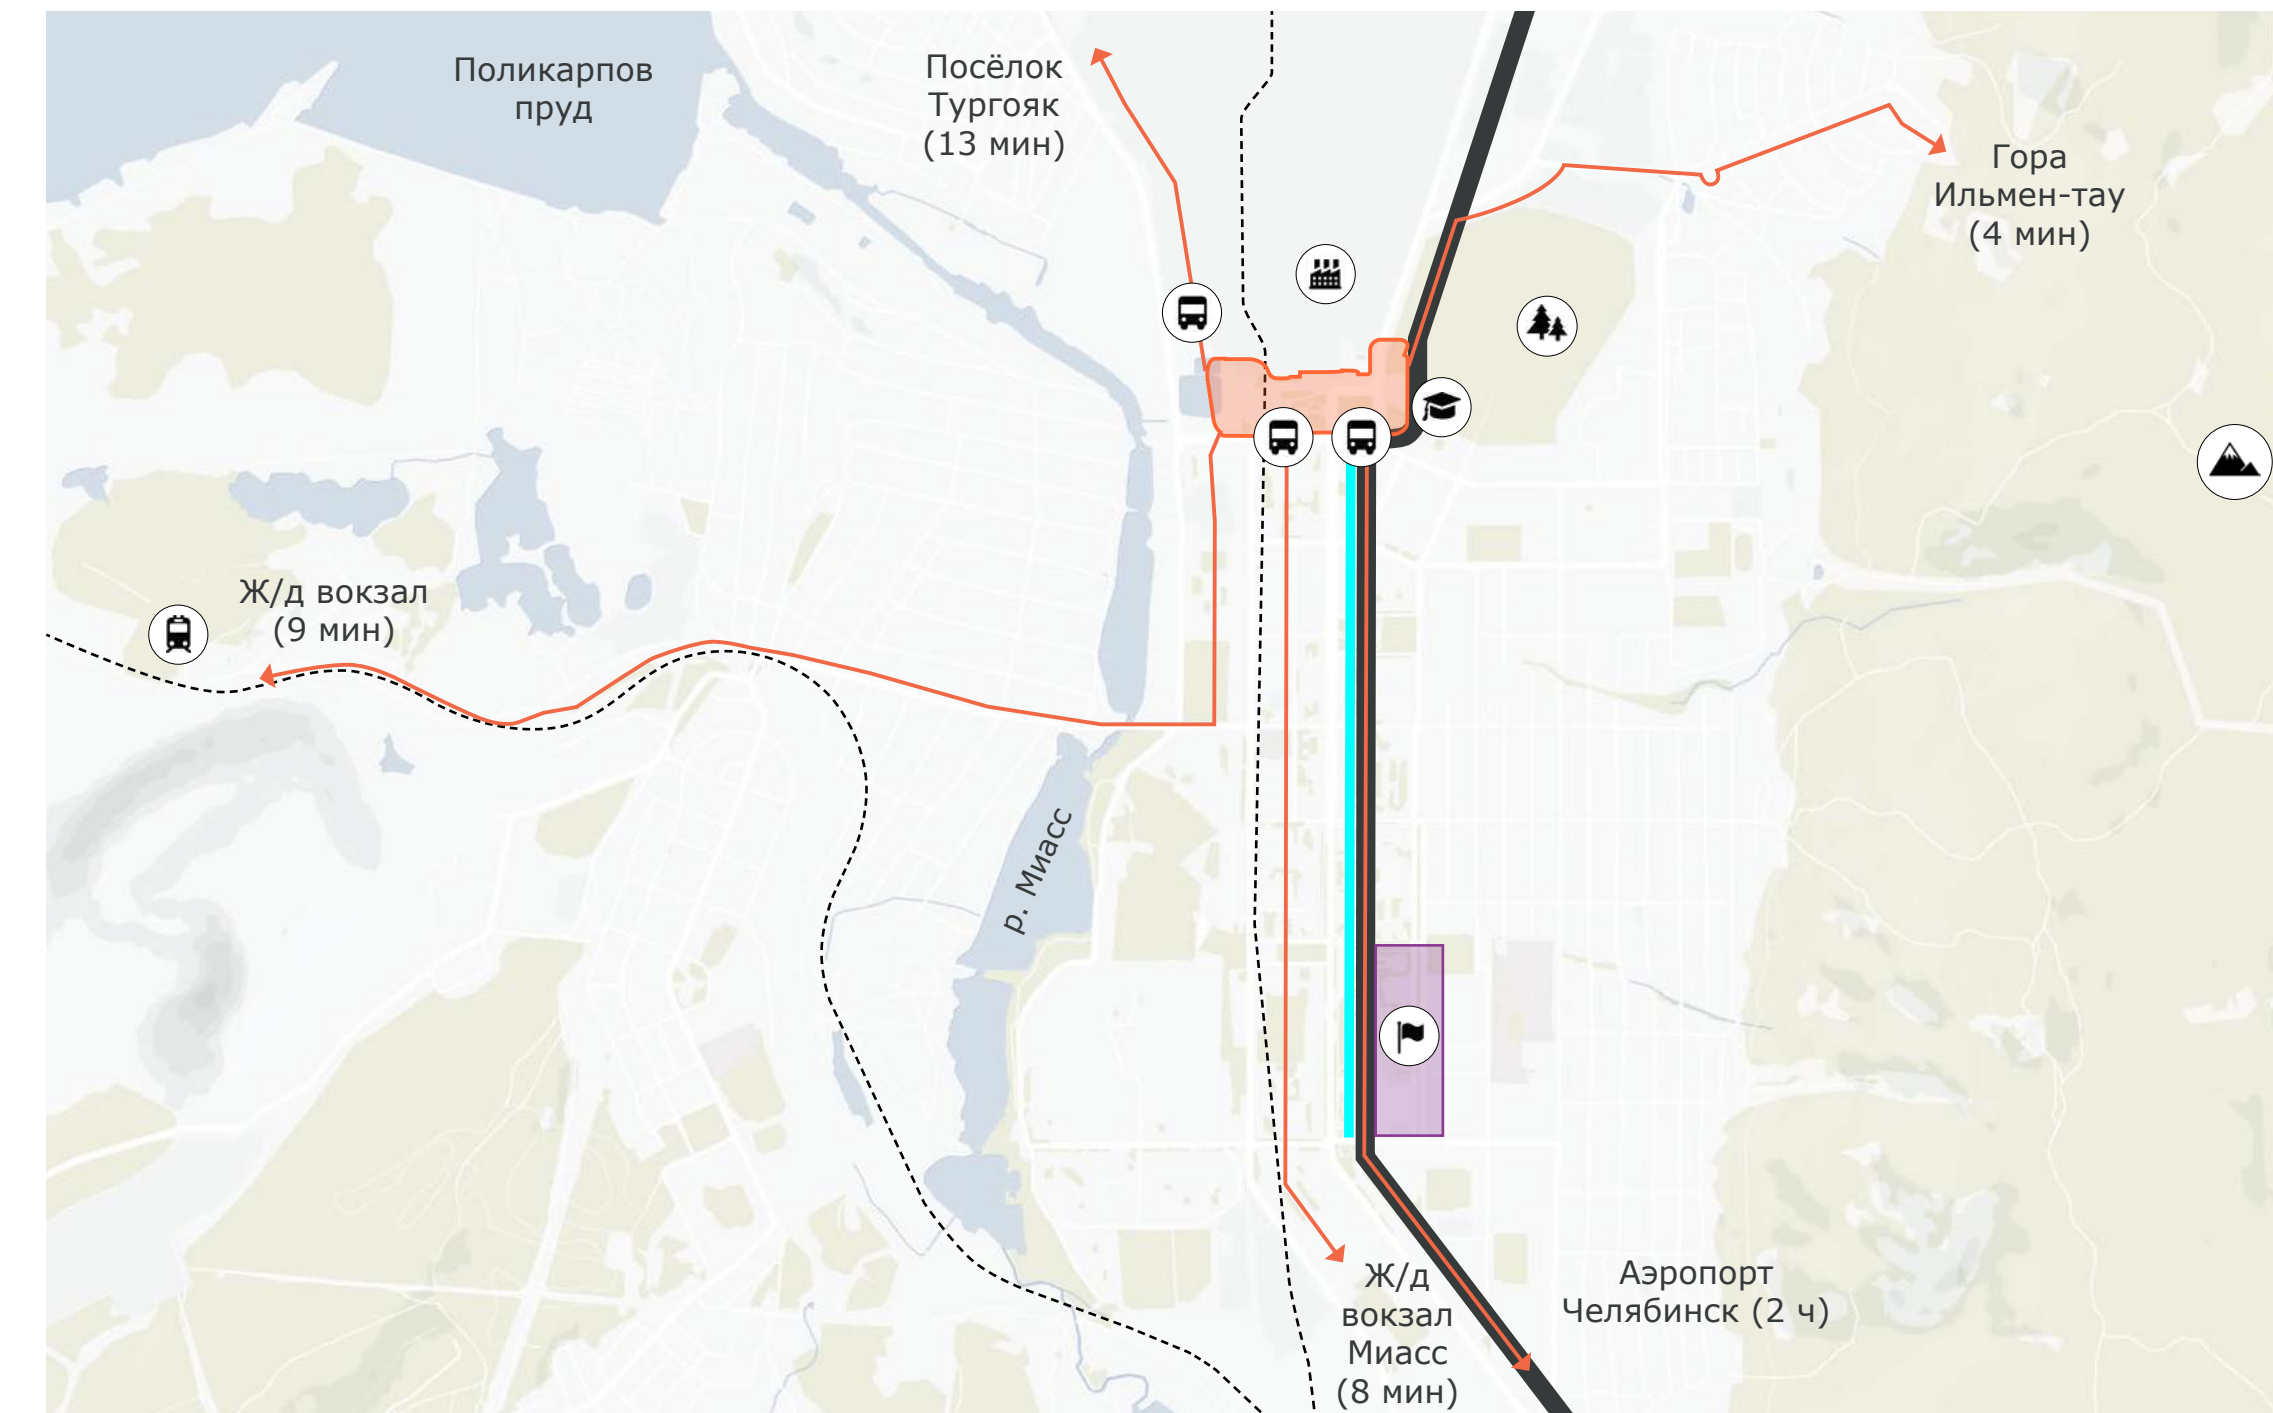 Поликарпов
пруд
Посёлок
Тургояк
(13 мин)
Гора
Ильмен-тау
(4 мин)
Ж/д вокзал
(9 мин)
р. Миасс
Ж/д
вокзал
Миасс
(8 мин)
Аэропорт
Челябинск (2 ч)